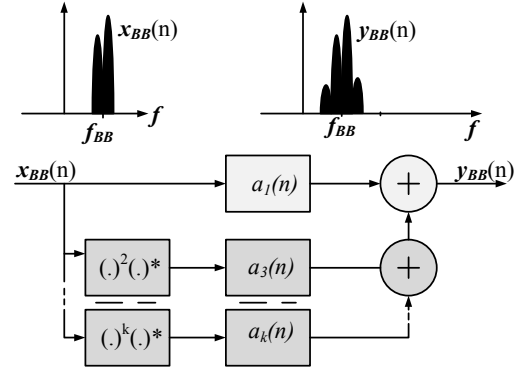 x_BB(n)
f_BB
f
y_BB(n)
f_BB
f
x_BB(n)
a_1(n)
+
y_BB(n)
(.)^2(.)*
a_3(n)
+
(.)^k(.)*
a_k(n)